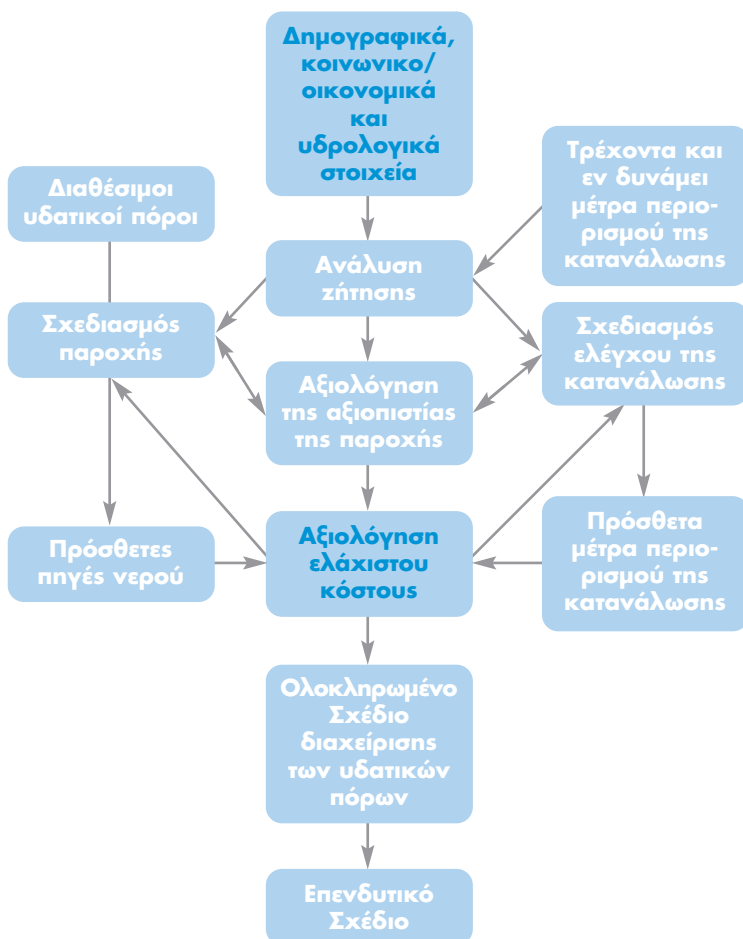 Δημογραφικά,
κοινωνικο/
οικονομικά
και
υδρολογικά
στοιχεία
Τρέχοντα και
εν δυνάμει
μέτρα περιο-
ρισμού της
κατανάλωσης
Διαθέσιμοι
υδατικοί πόροι
Ανάλυση
ζήτησης
Σχεδιασμός
παροχής
Σχεδιασμός
ελέγχου της
κατανάλωσης
Αξιολόγηση
της αξιοπιστίας
της παροχής
Πρόσθετες
πηγές νερού
Αξιολόγηση
ελάχιστου
κόστους
Πρόσθετα
μέτρα περιο-
ρισμού της
κατανάλωσης
Ολοκληρωμένο
Σχέδιο
διαχείρισης
των υδατικών
πόρων
Επενδυτικό
Σχέδιο